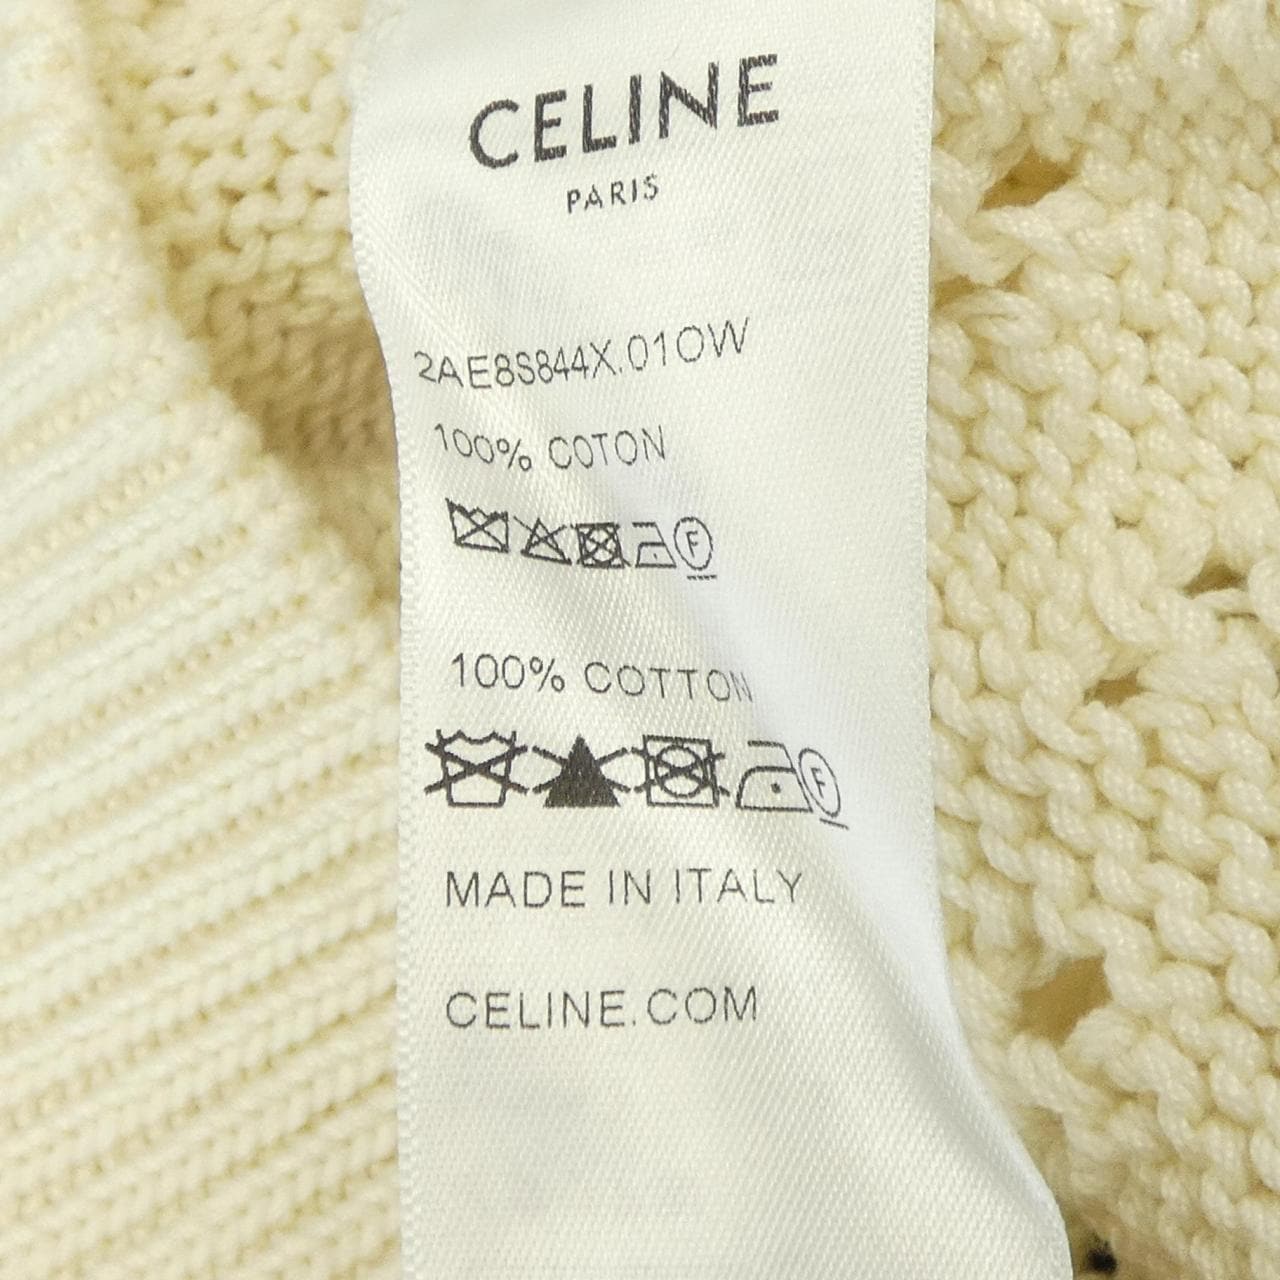 CELINE
PARIS
2AE8S844X.01OW
100% COTON
F
100% COTTON
F
MADE IN ITALY
CELINE.COM